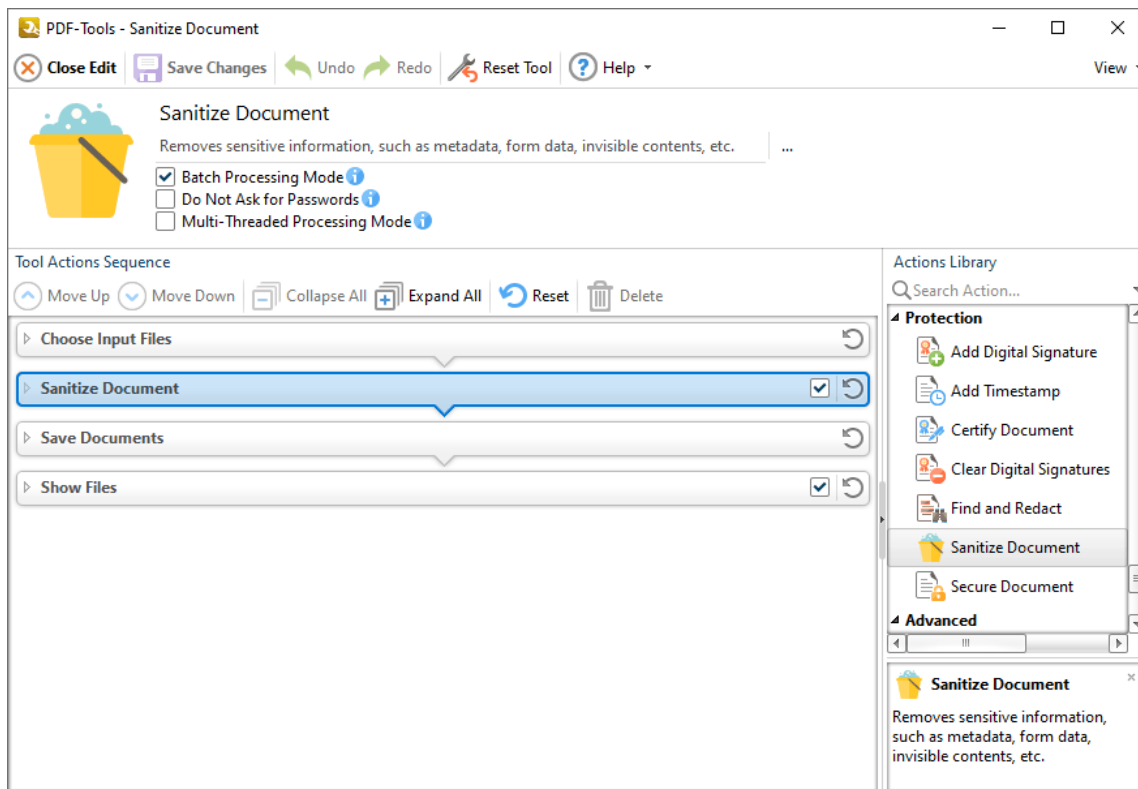 PDF-Tools - Sanitize Document
Close Edit Save Changes Undo Redo Reset Tool ? Help View
Sanitize Document
Removes sensitive information, such as metadata, form data, invisible contents, etc. ...
Batch Processing Mode i
Do Not Ask for Passwords i
Multi-Threaded Processing Mode i
Tool Actions Sequence
Move Up Move Down Collapse All Expand All Reset Delete
Choose Input Files
Sanitize Document
Save Documents
Show Files
Actions Library
Search Action...
Protection
Add Digital Signature
Add Timestamp
Certify Document
Clear Digital Signatures
Find and Redact
Sanitize Document
Secure Document
Advanced
Sanitize Document
Removes sensitive information,
such as metadata, form data,
invisible contents, etc.